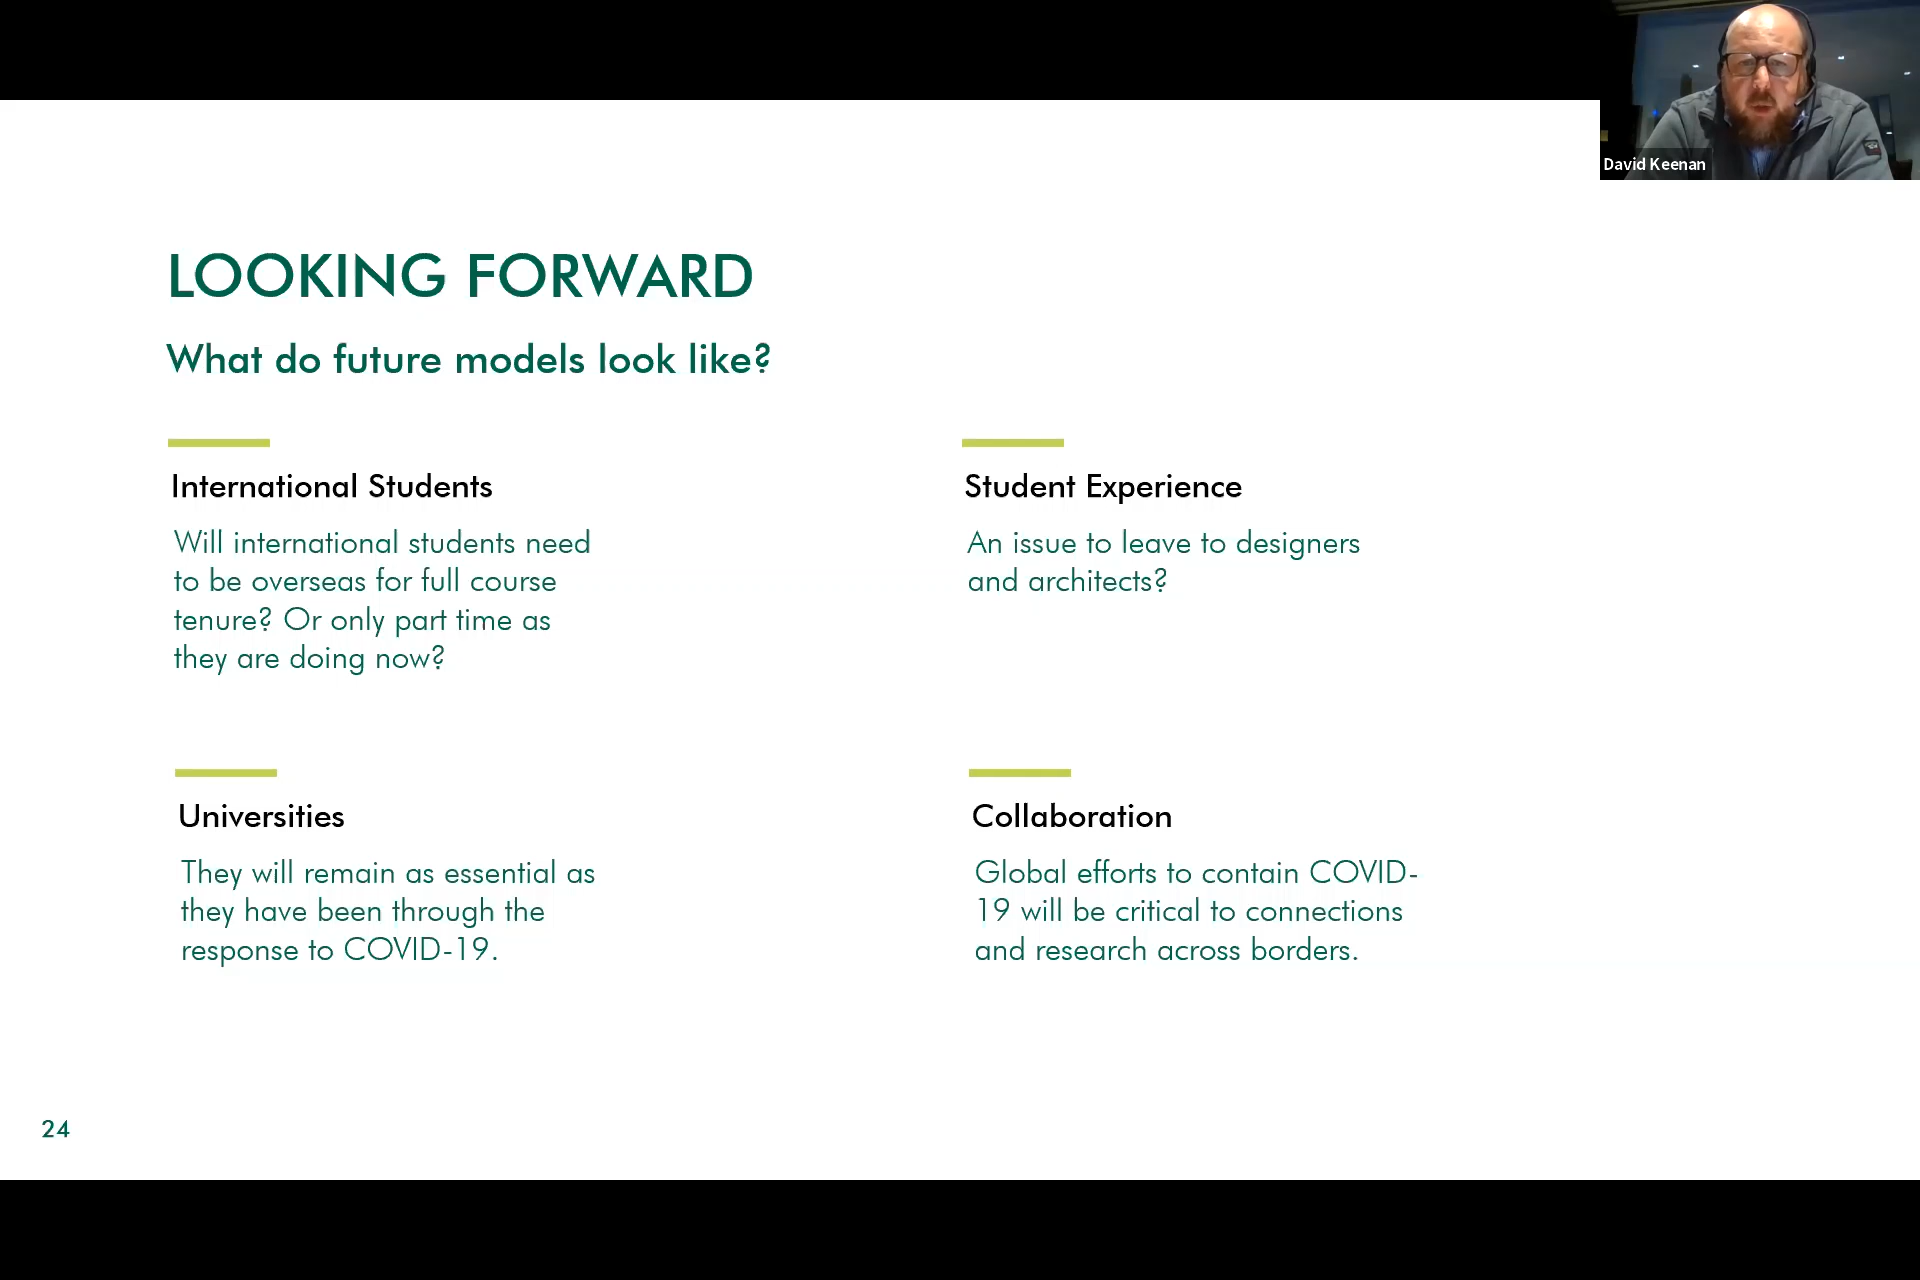 David Keenan
LOOKING FORWARD
What do future models look like?
International Students
Will international students need
to be overseas for full course
tenure? Or only part time as
they are doing now?
Student Experience
An issue to leave to designers
and architects?
Universities
They will remain as essential as
they have been through the
response to COVID-19.
Collaboration
Global efforts to contain COVID-
19 will be critical to connections
and research across borders.
24